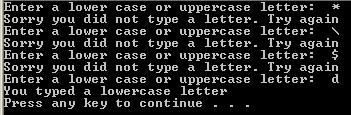 Enter a lower case or uppercase letter:  *
Sorry you did not type a letter. Try again
Enter a lower case or uppercase letter:  \
Sorry you did not type a letter. Try again
Enter a lower case or uppercase letter:  $
Sorry you did not type a letter. Try again
Enter a lower case or uppercase letter:  d
You typed a lowercase letter
Press any key to continue . . .